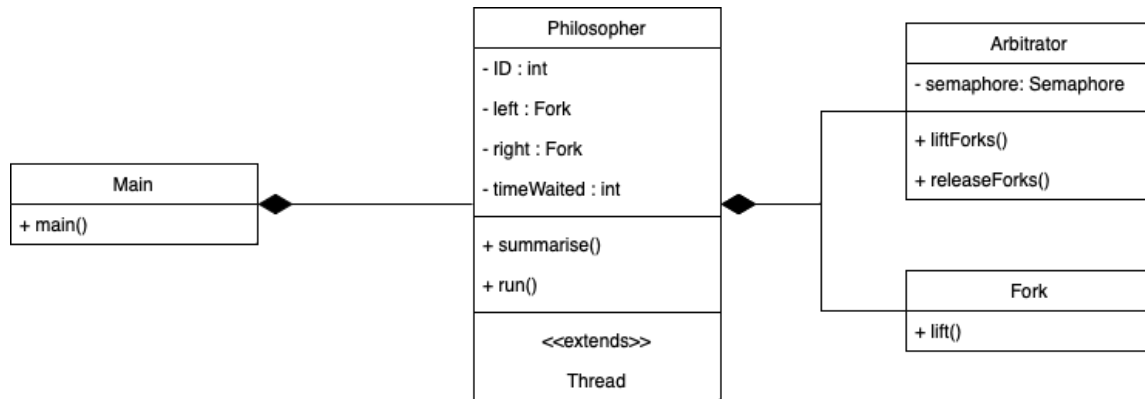 Main
+ main()
Philosopher
- ID : int
- left : Fork
- right : Fork
- timeWaited : int
+ summarise()
+ run()
<<extends>>
Thread
Arbitrator
- semaphore: Semaphore
+ liftForks()
+ releaseForks()
Fork
+ lift()